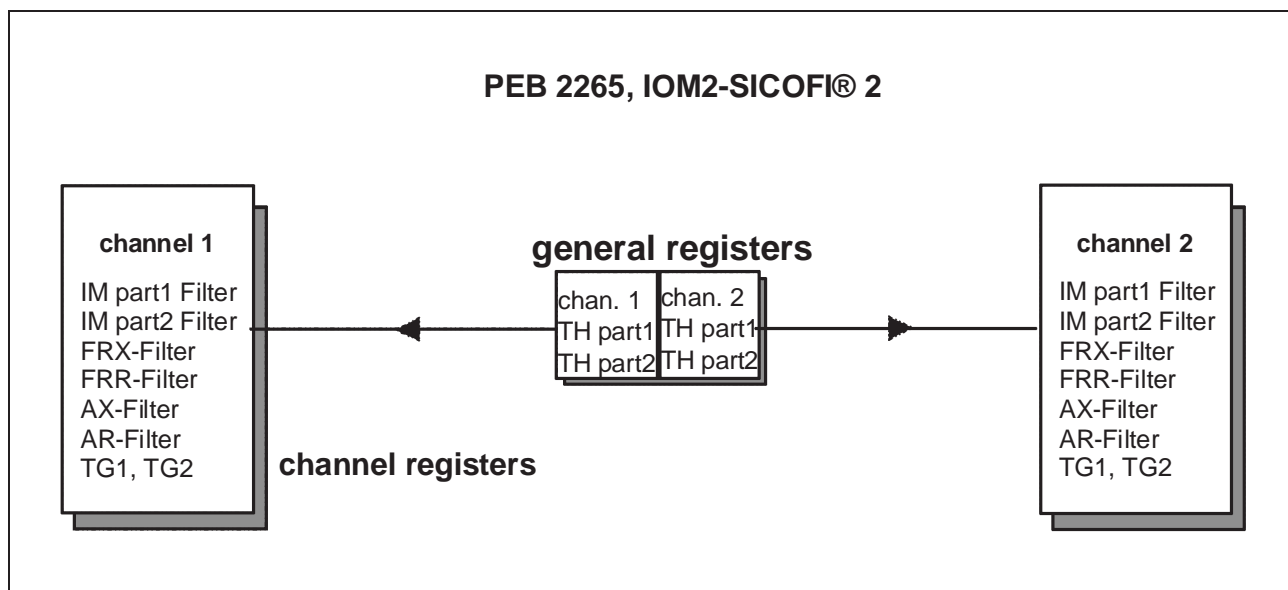 PEB 2265, IOM2-SICOFI® 2
channel 1
IM part1 Filter
IM part2 Filter
FRX-Filter
FRR-Filter
AX-Filter
AR-Filter
TG1, TG2
channel registers
general registers
chan. 1
TH part1
TH part2
chan. 2
TH part1
TH part2
channel 2
IM part1 Filter
IM part2 Filter
FRX-Filter
FRR-Filter
AX-Filter
AR-Filter
TG1, TG2